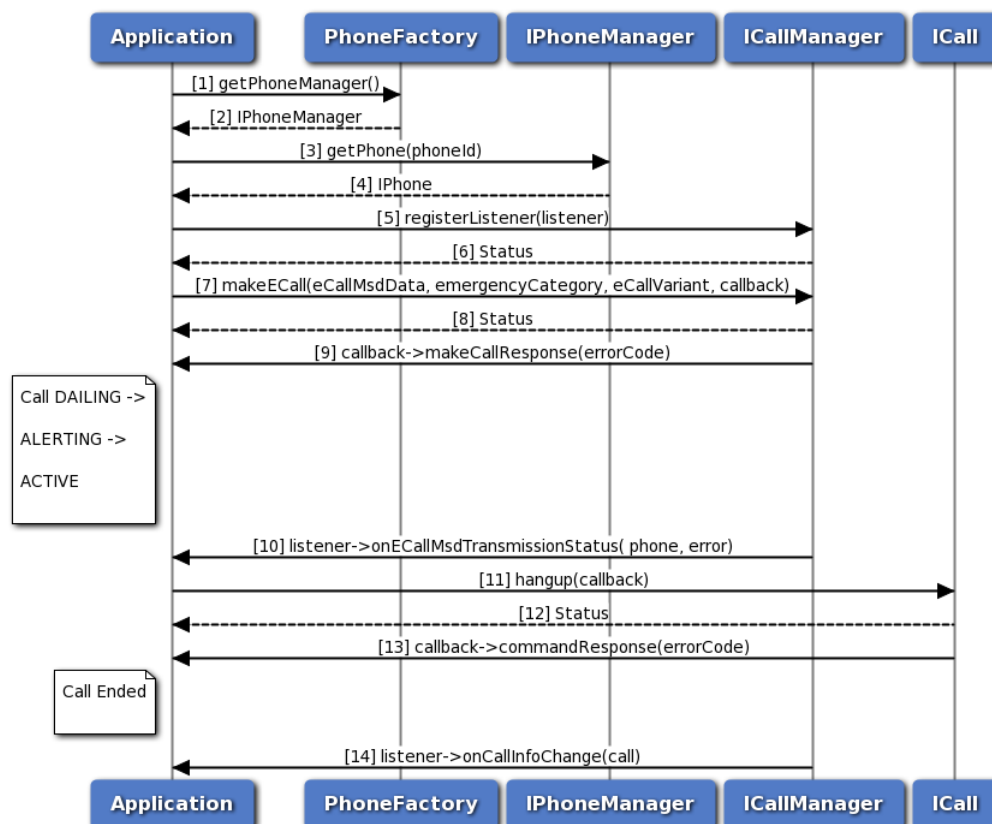 Application PhoneFactory IPhoneManager ICallManager ICall
[1] getPhoneManager()
[2] IPhoneManager
[3] getPhone(phoneId)
[4] IPhone
[5] registerListener(listener)
[6] Status
[7] makeECall(eCallMsdData, emergencyCategory, eCallVariant, callback)
[8] Status
[9] callback->makeCallResponse(errorCode)
Call DAILING ->
ALERTING ->
ACTIVE
[10] listener->onECallMsdTransmissionStatus( phone, error)
[11] hangup(callback)
[12] Status
[13] callback->commandResponse(errorCode)
Call Ended
[14] listener->onCallInfoChange(call)
Application PhoneFactory IPhoneManager ICallManager ICall